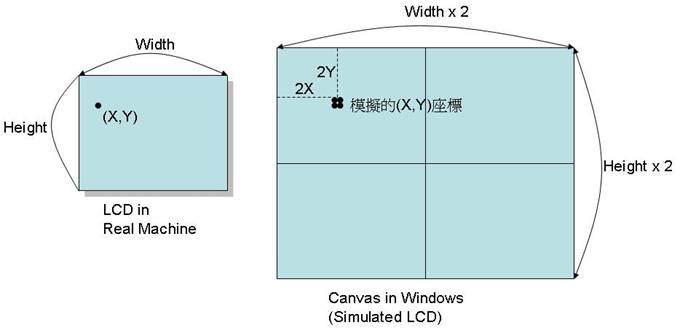 Width
Height
(X,Y)
LCD in
Real Machine
Width x 2
2Y
2X
模擬的(X,Y)座標
Height x 2
Canvas in Windows
(Simulated LCD)